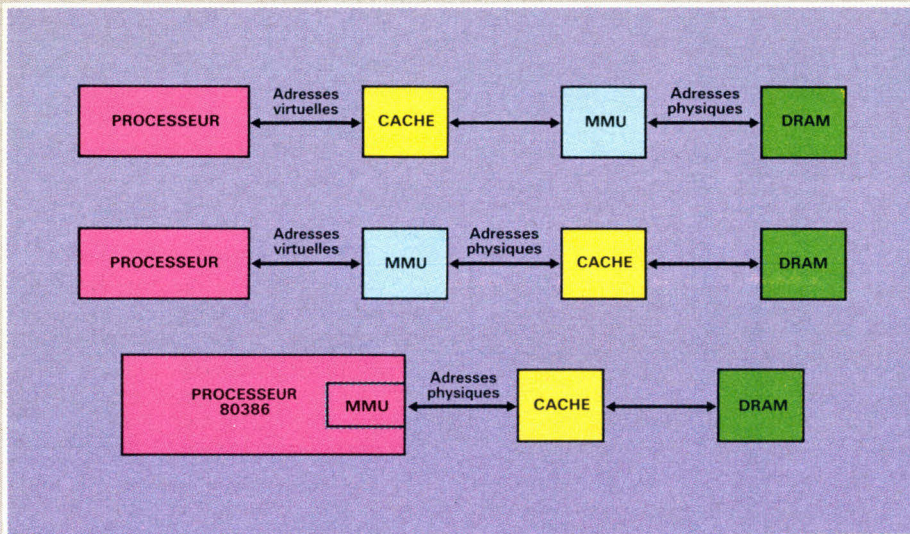 PROCESSEUR
Adresses
virtuelles
CACHE
MMU
Adresses
physiques
DRAM
PROCESSEUR
Adresses
virtuelles
MMU
Adresses
physiques
CACHE
DRAM
PROCESSEUR
80386
MMU
Adresses
physiques
CACHE
DRAM